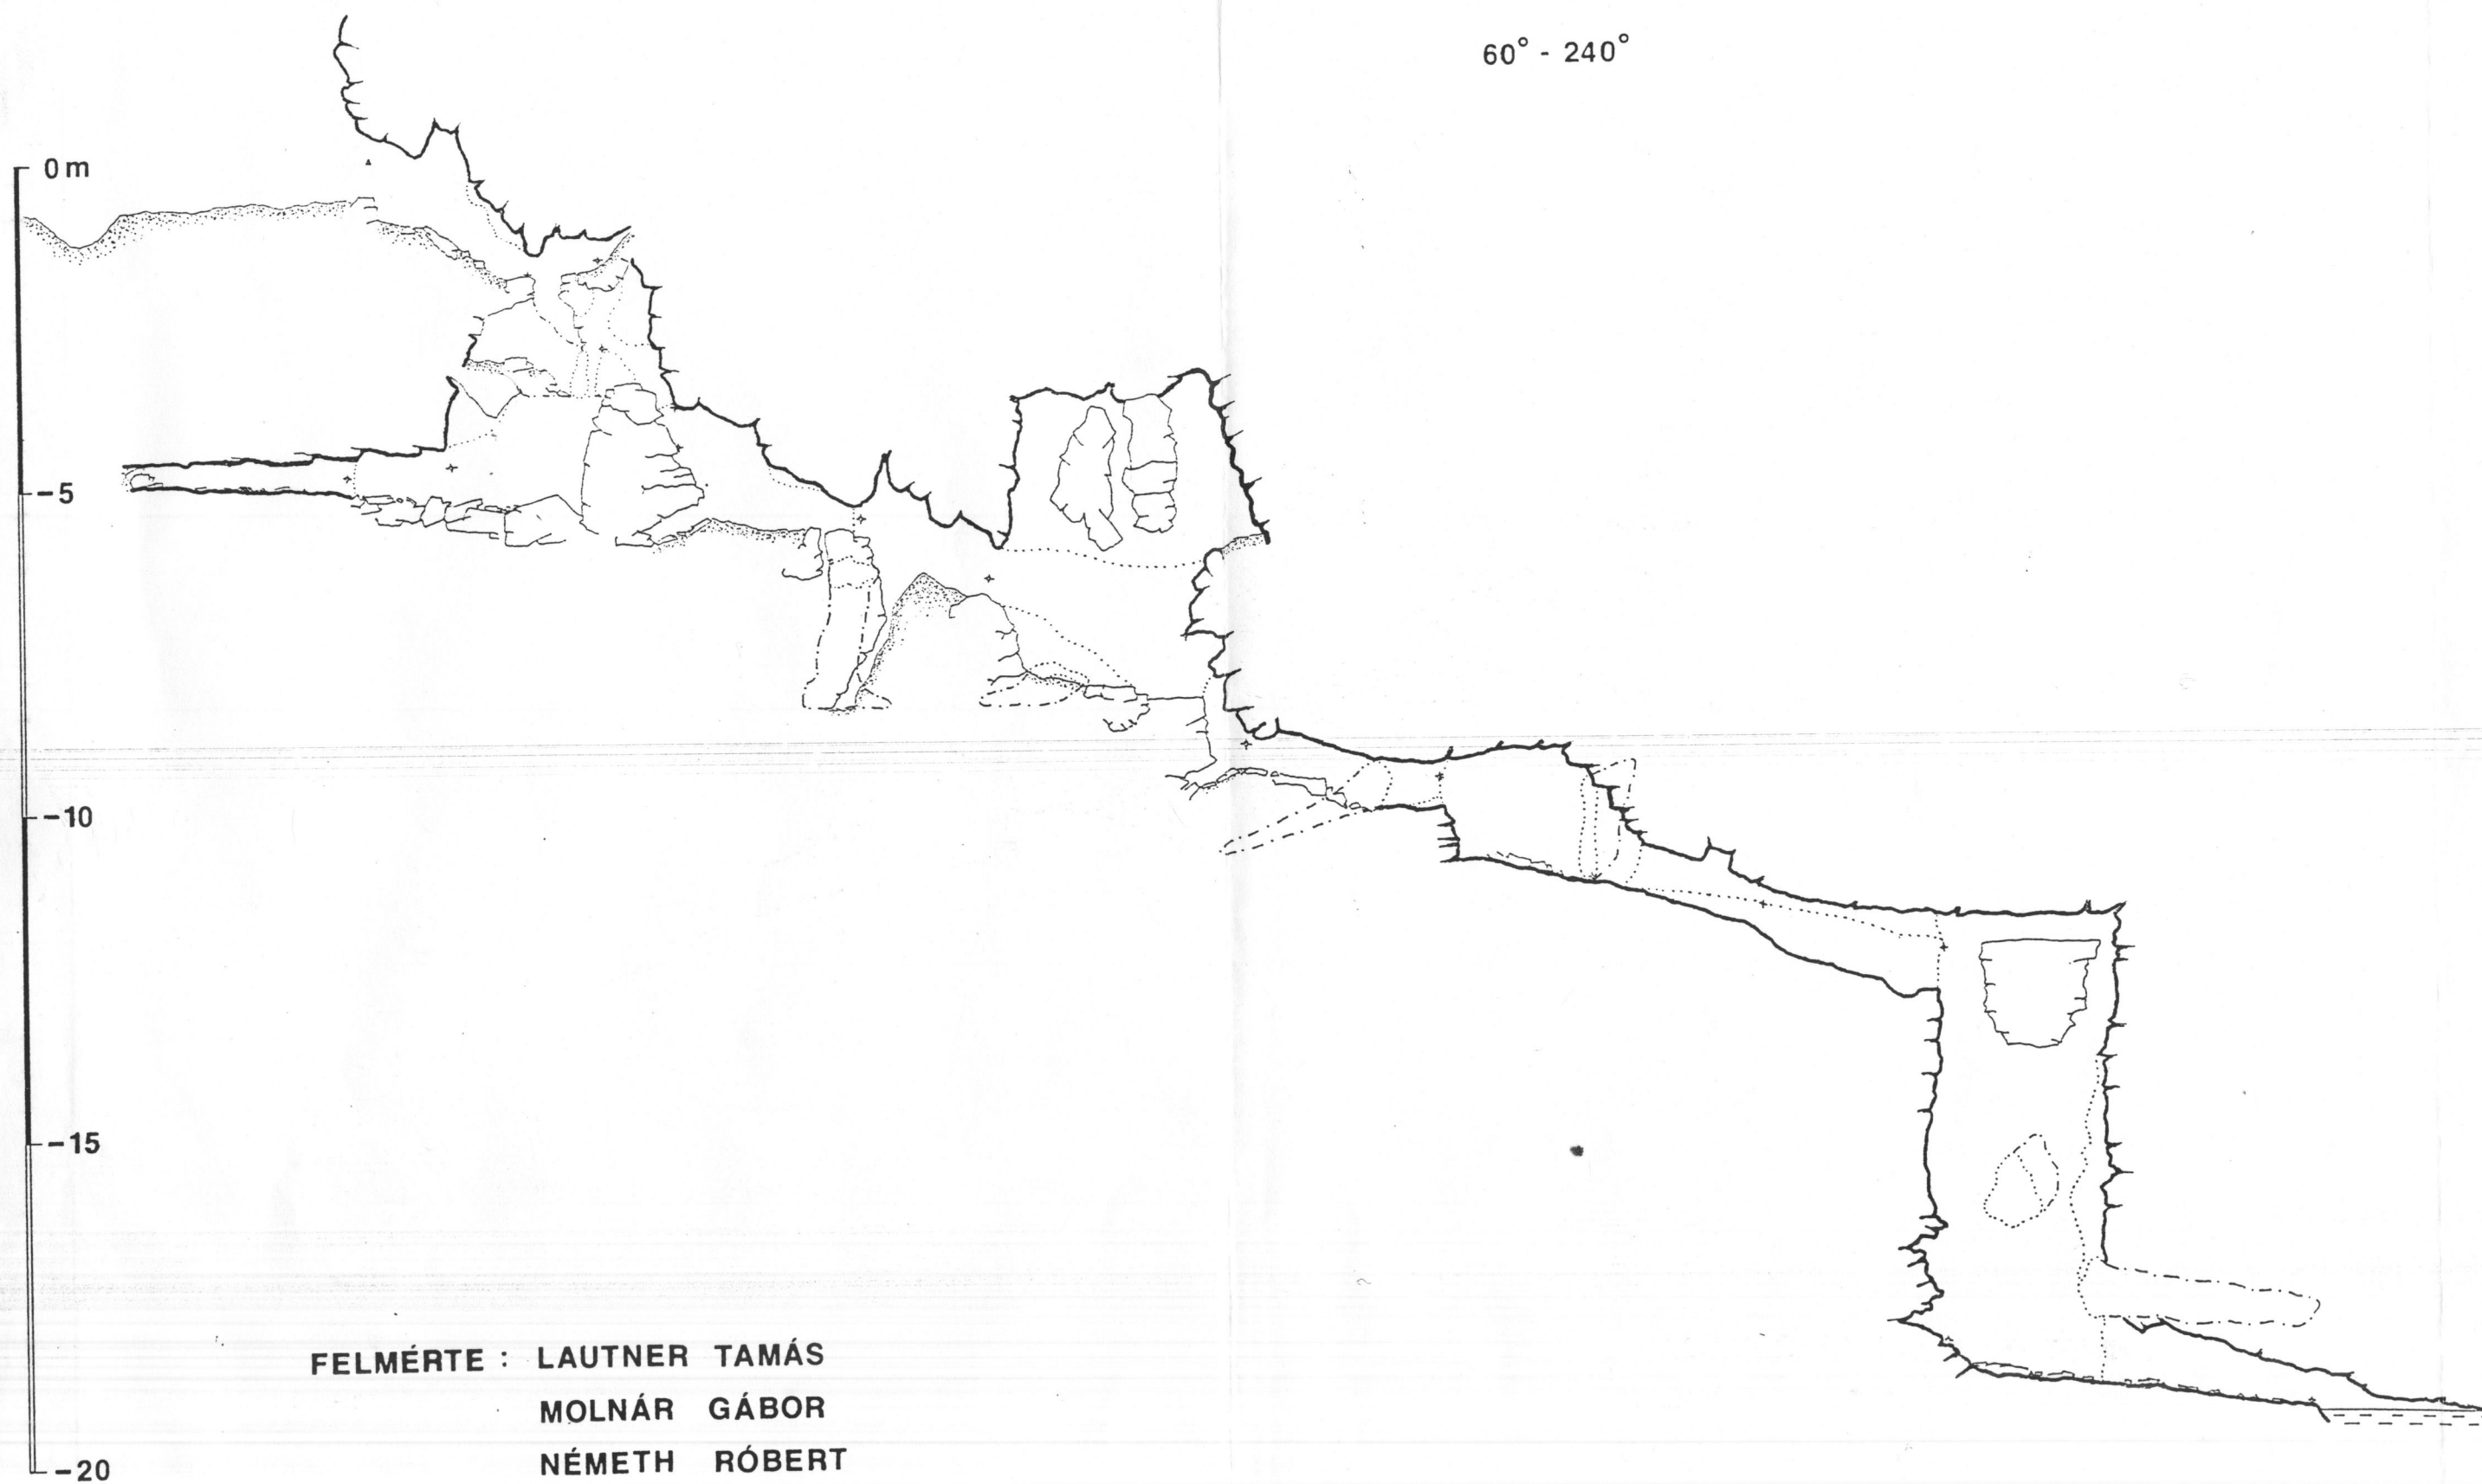 60° - 240°
0 m
-5
-10
-15
-20
FELMÉRTE : LAUTNER TAMÁS
MOLNÁR GÁBOR
NÉMETH RÓBERT